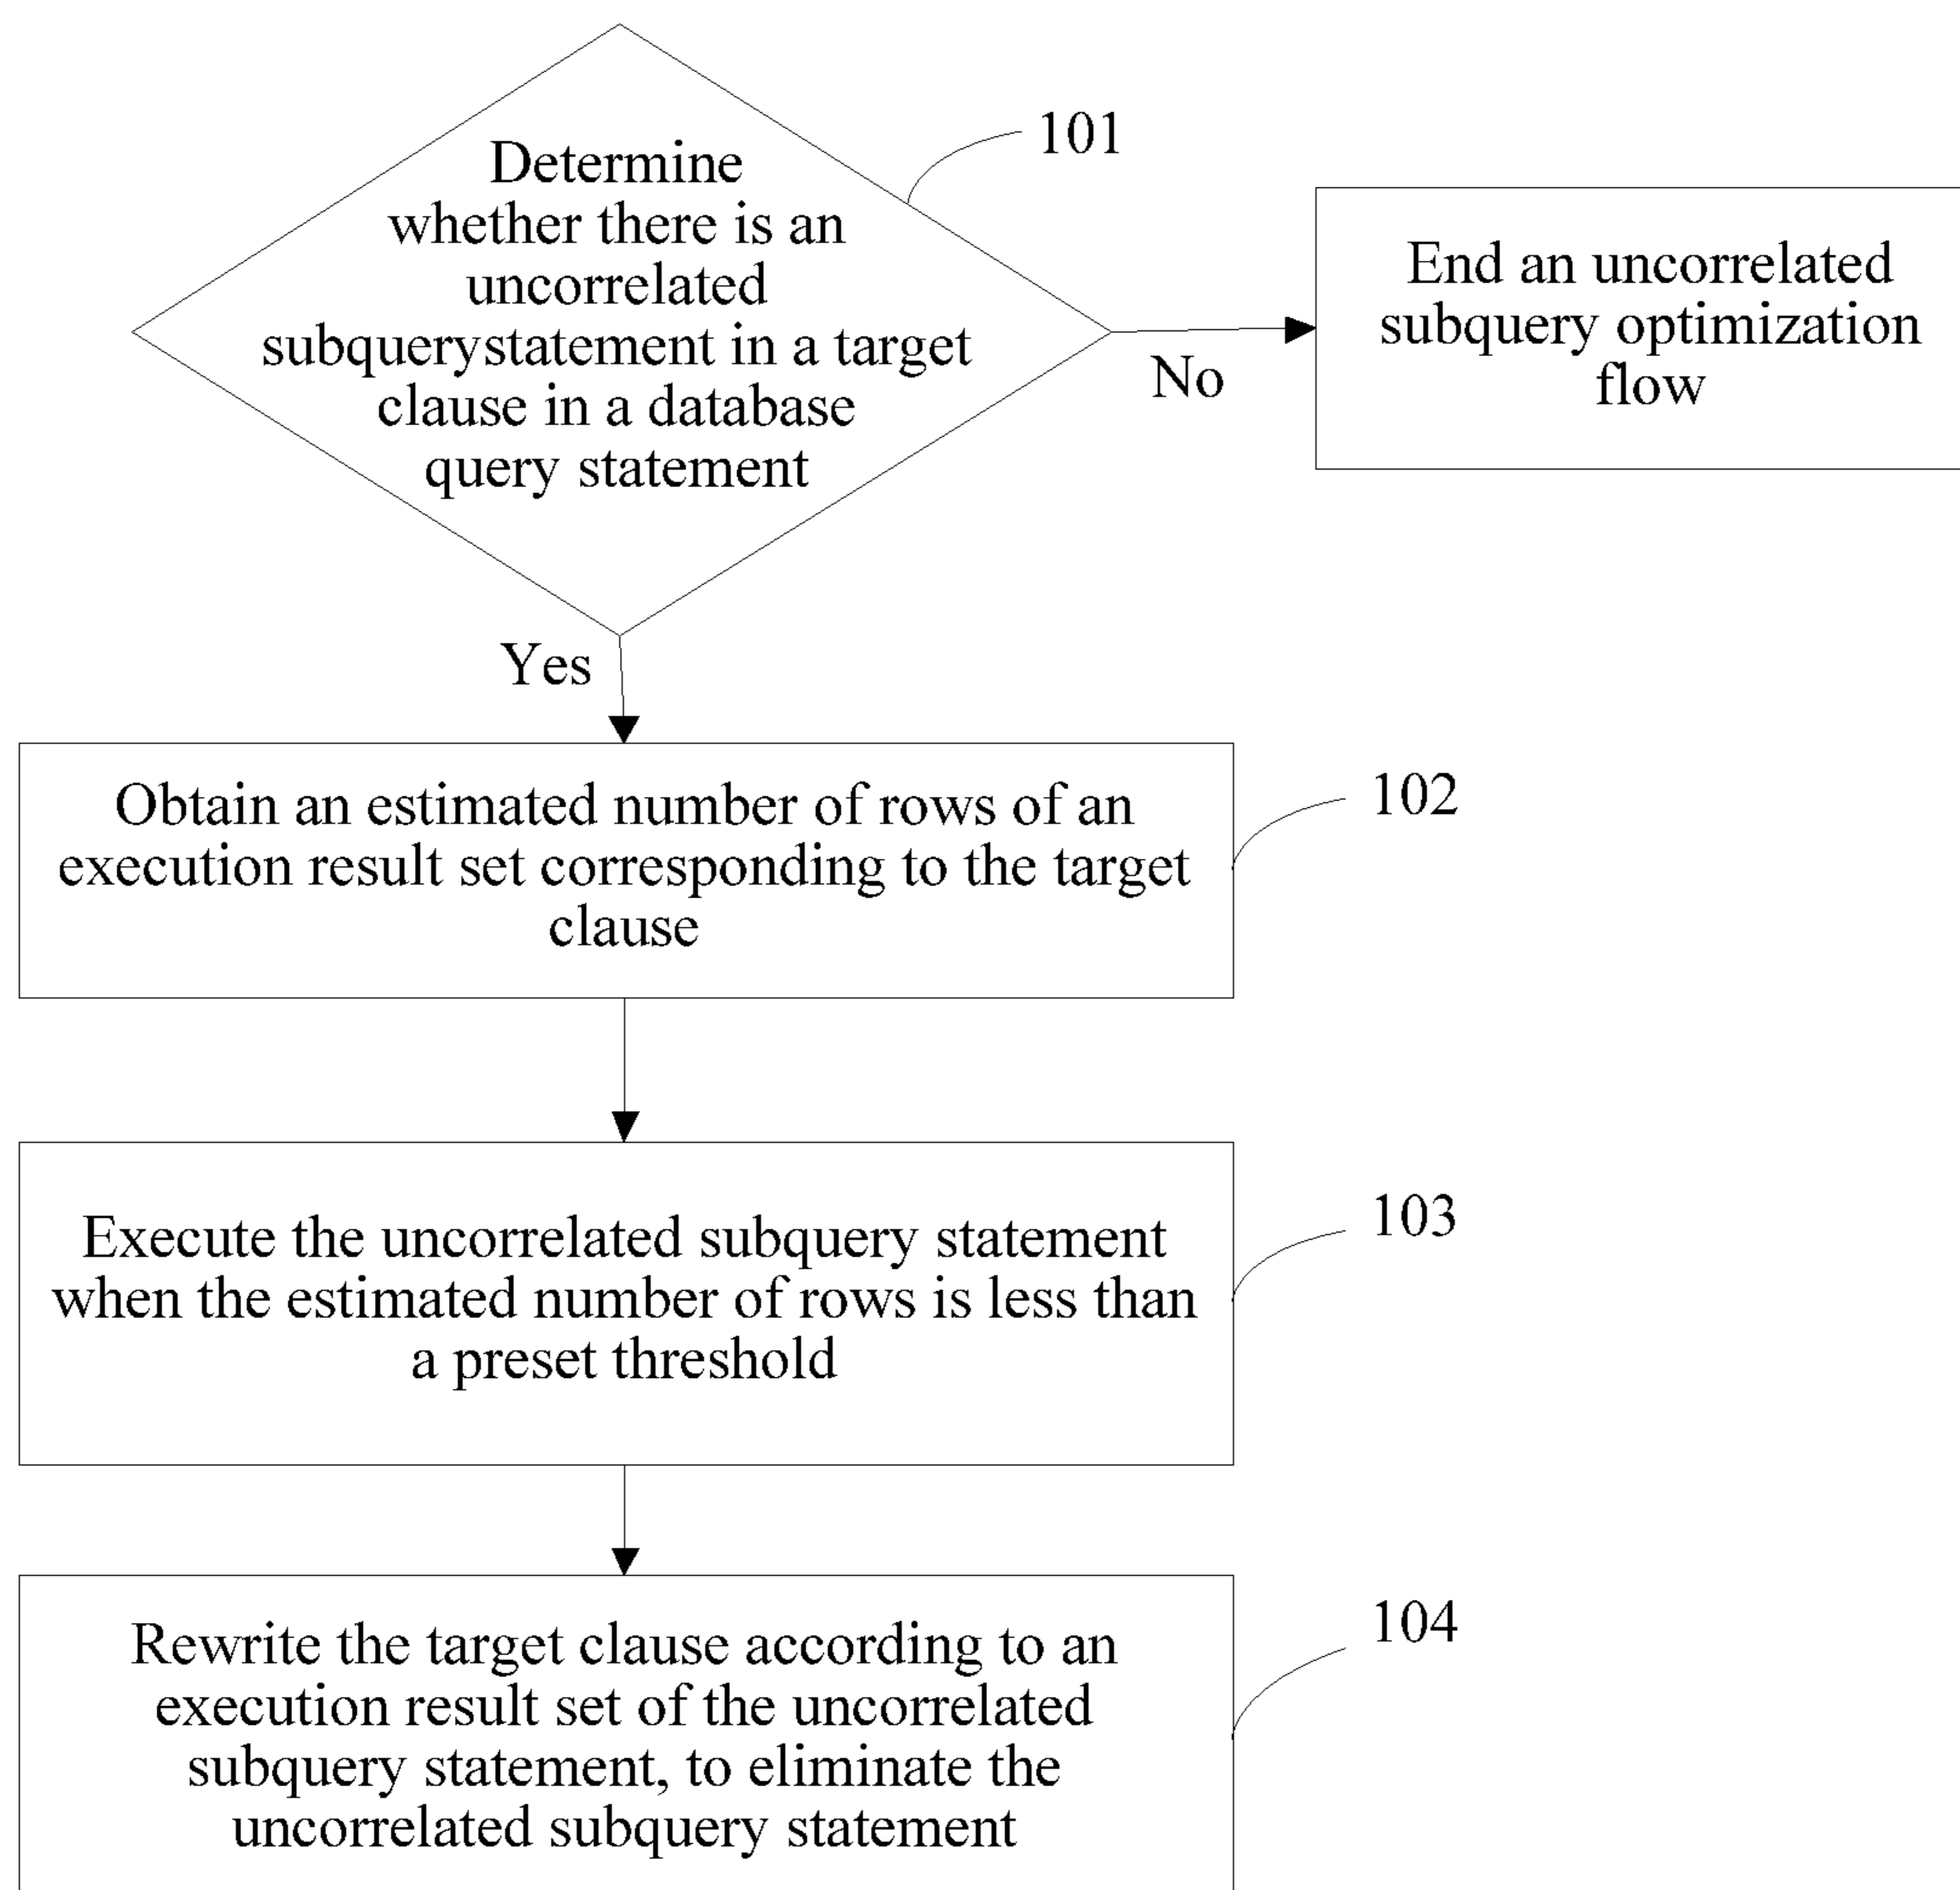 Determine
whether there is an
uncorrelated
subquerystatement in a target
clause in a database
query statement
101
End an uncorrelated
subquery optimization
flow
No
Yes
Obtain an estimated number of rows of an
execution result set corresponding to the target
clause
102
Execute the uncorrelated subquery statement
when the estimated number of rows is less than
a preset threshold
103
Rewrite the target clause according to an
execution result set of the uncorrelated
subquery statement, to eliminate the
uncorrelated subquery statement
104